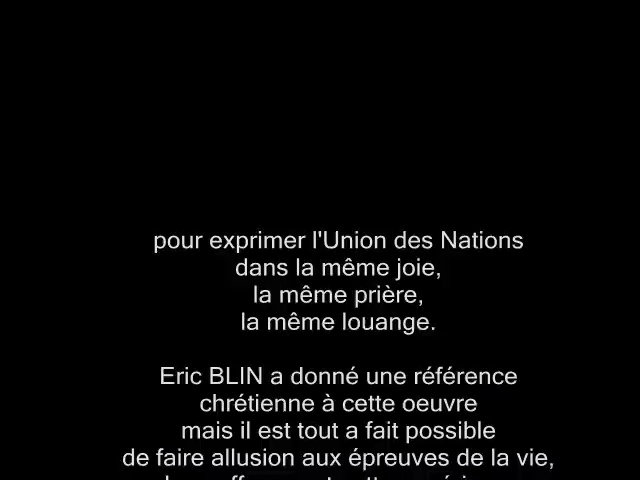 pour exprimer l'Union des Nations
dans la même joie,
la même prière,
la même louange.
Eric BLIN a donné une référence
chrétienne à cette oeuvre
mais il est tout a fait possible
de faire allusion aux épreuves de la vie,